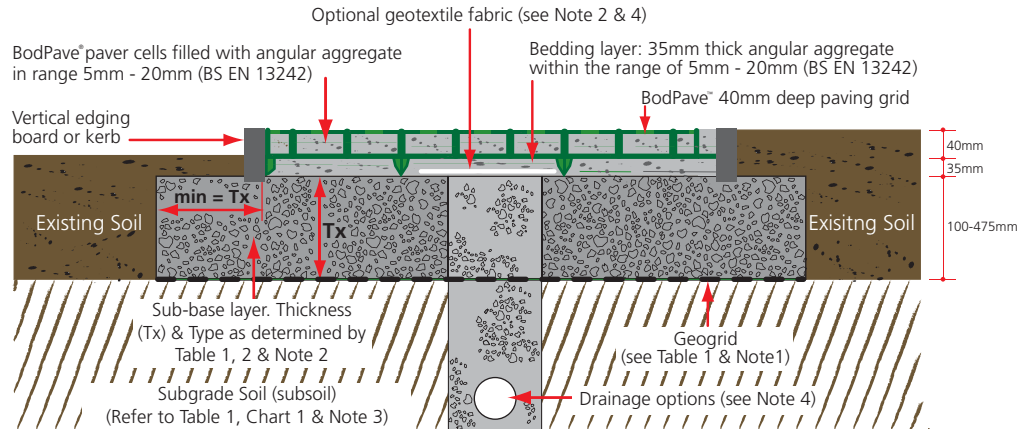 Optional geotextile fabric (see Note 2 & 4)
BodPave® paver cells filled with angular aggregate
in range 5mm - 20mm (BS EN 13242)
Bedding layer: 35mm thick angular aggregate
within the range of 5mm - 20mm (BS EN 13242)
BodPave™ 40mm deep paving grid
Vertical edging
board or kerb
40mm
35mm
min = Tx
Existing Soil
Tx
Exisitng Soil
100-475mm
Sub-base layer. Thickness
(Tx) & Type as determined by
Table 1, 2 & Note 2
Geogrid
(see Table 1 & Note1)
Subgrade Soil (subsoil)
(Refer to Table 1, Chart 1 & Note 3)
Drainage options (see Note 4)